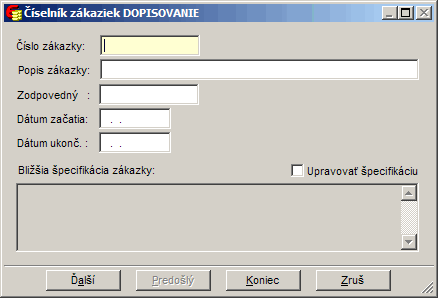 Číselník zákaziek DOPISOVANIE
Číslo zákazky:
Popis zákazky:
Zodpovedný :
Dátum začatia: . .
Dátum ukonč. : . .
Bližšia špecifikácia zákazky: Upravovať špecifikáciu
Ďalší Predošlý Koniec Zruš